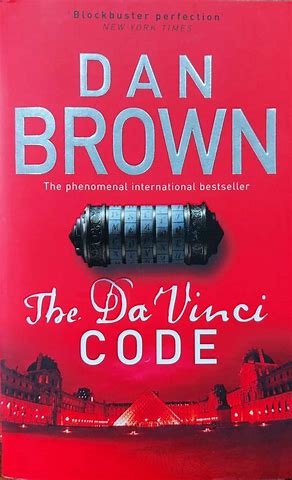 Blockbuster perfection
NEW YORK TIMES
DAN
BROWN
The phenomenal international bestseller
The Da Vinci
CODE